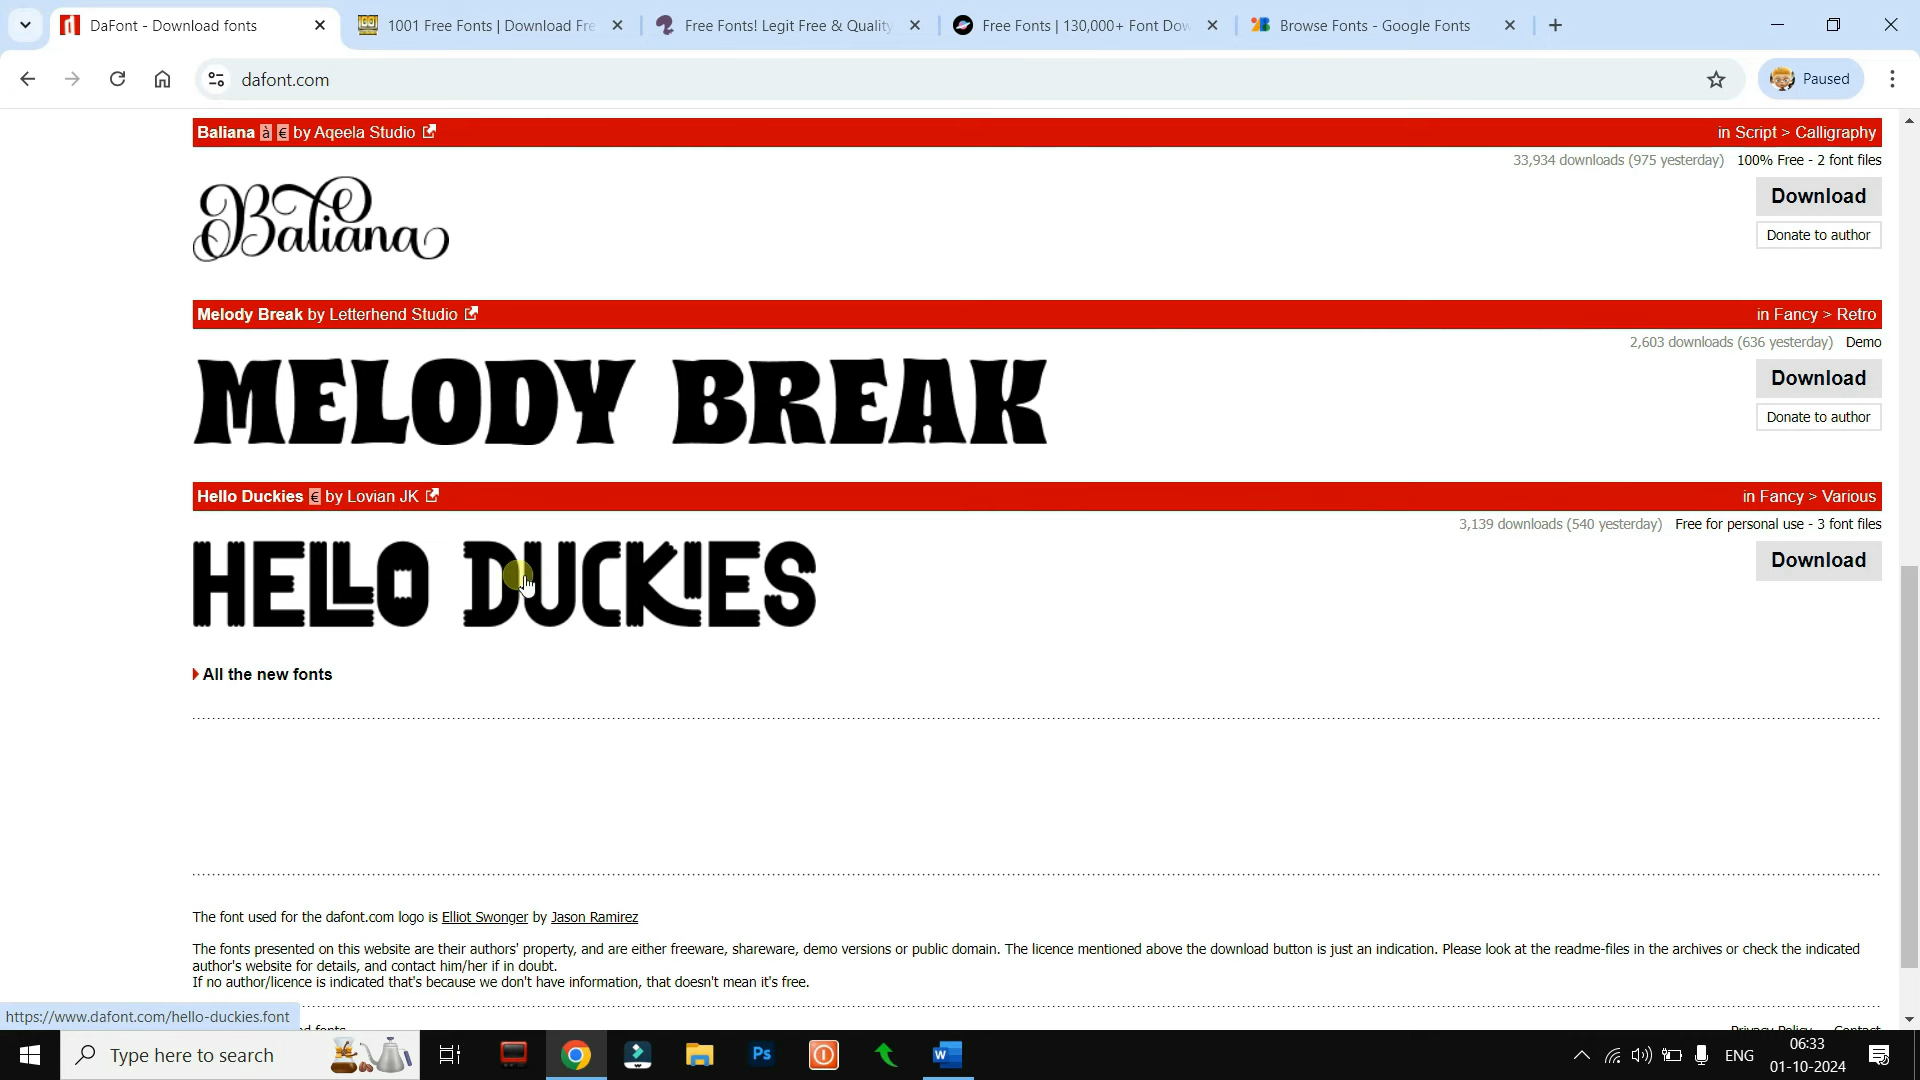 DaFont - Download fonts
1001 Free Fonts | Download Fre
Free Fonts! Legit Free & Quality
Free Fonts | 130,000+ Font Dow
Browse Fonts - Google Fonts
dafont.com
Paused
Baliana à € by Aqeela Studio
in Script > Calligraphy
33,934 downloads (975 yesterday) 100% Free - 2 font files
Baliana
Download
Donate to author
Melody Break by Letterhend Studio
in Fancy > Retro
2,603 downloads (636 yesterday) Demo
MELODY BREAK
Download
Donate to author
Hello Duckies € by Lovian JK
in Fancy > Various
3,139 downloads (540 yesterday) Free for personal use - 3 font files
HELLO DUCKIES
Download
All the new fonts
The font used for the dafont.com logo is Elliot Swonger by Jason Ramirez
The fonts presented on this website are their authors' property, and are either freeware, shareware, demo versions or public domain. The licence mentioned above the download button is just an indication. Please look at the readme-files in the archives or check the indicated
author's website for details, and contact him/her if in doubt.
If no author/licence is indicated that's because we don't have information, that doesn't mean it's free.
https://www.dafont.com/hello-duckies.font
Type here to search
Ps
ENG
06:33
01-10-2024